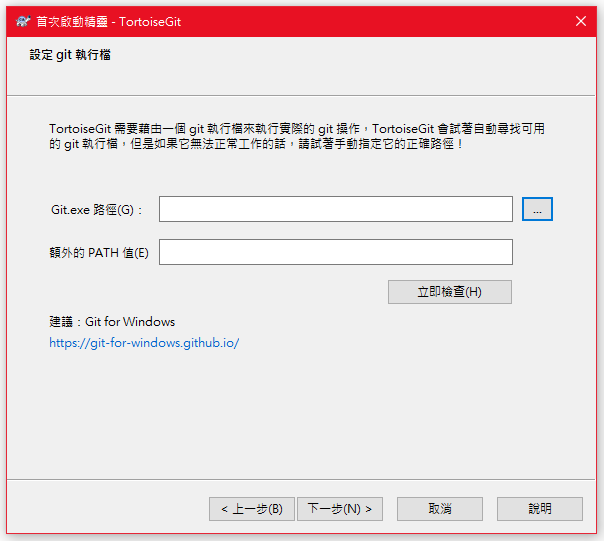 首次啟動精靈 - TortoiseGit
設定 git 執行檔
TortoiseGit 需要藉由一個 git 執行檔來執行實際的 git 操作，TortoiseGit 會試著自動尋找可用
的 git 執行檔，但是如果它無法正常工作的話，請試著手動指定它的正確路徑！
Git.exe 路徑(G)：
...
額外的 PATH 值(E)
立即檢查(H)
建議：Git for Windows
https://git-for-windows.github.io/
< 上一步(B) 下一步(N) > 取消 說明